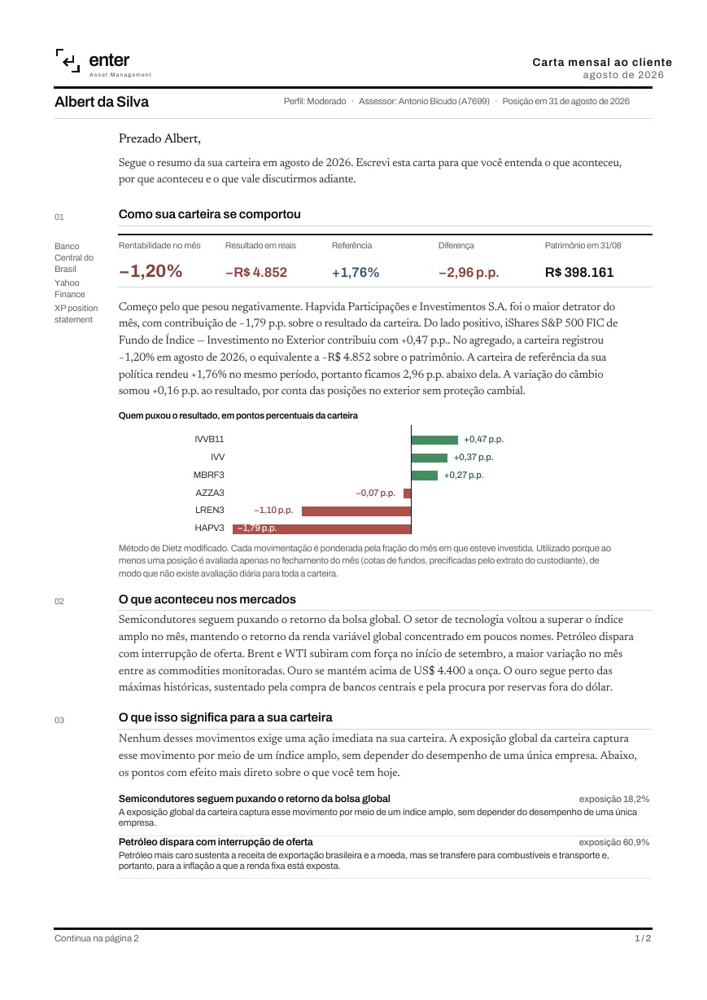 enter
Asset Management
Carta mensal ao cliente
agosto de 2026
Albert da Silva
Perfil: Moderado · Assessor: Antonio Bicudo (A7699) · Posição em 31 de agosto de 2026
Prezado Albert,
Segue o resumo da sua carteira em agosto de 2026. Escrevi esta carta para que você entenda o que aconteceu,
por que aconteceu e o que vale discutirmos adiante.
01
Como sua carteira se comportou
Banco
Central do
Brasil
Yahoo
Finance
XP position
statement
Rentabilidade no mês
Resultado em reais
Referência
Diferença
Patrimônio em 31/08
−1,20%
−R$ 4.852
+1,76%
−2,96 p.p.
R$ 398.161
Começo pelo que pesou negativamente. Hapvida Participações e Investimentos S.A. foi o maior detrator do
mês, com contribuição de −1,79 p.p. sobre o resultado da carteira. Do lado positivo, iShares S&P 500 FIC de
Fundo de Índice — Investimento no Exterior contribuiu com +0,47 p.p.. No agregado, a carteira registrou
−1,20% em agosto de 2026, o equivalente a −R$ 4.852 sobre o patrimônio. A carteira de referência da sua
política rendeu +1,76% no mesmo período, portanto ficamos 2,96 p.p. abaixo dela. A variação do câmbio
somou +0,16 p.p. ao resultado, por conta das posições no exterior sem proteção cambial.
Quem puxou o resultado, em pontos percentuais da carteira
IVVB11 +0,47 p.p.
IVV +0,37 p.p.
MBRF3 +0,27 p.p.
AZZA3 −0,07 p.p.
LREN3 −1,10 p.p.
HAPV3 −1,79 p.p.
Método de Dietz modificado. Cada movimentação é ponderada pela fração do mês em que esteve investida. Utilizado porque ao
menos uma posição é avaliada apenas no fechamento do mês (cotas de fundos, precificadas pelo extrato do custodiante), de
modo que não existe avaliação diária para toda a carteira.
02
O que aconteceu nos mercados
Semicondutores seguem puxando o retorno da bolsa global. O setor de tecnologia voltou a superar o índice
amplo no mês, mantendo o retorno da renda variável global concentrado em poucos nomes. Petróleo dispara
com interrupção de oferta. Brent e WTI subiram com força no início de setembro, a maior variação no mês
entre as commodities monitoradas. Ouro se mantém acima de US$ 4.400 a onça. O ouro segue perto das
máximas históricas, sustentado pela compra de bancos centrais e pela procura por reservas fora do dólar.
03
O que isso significa para a sua carteira
Nenhum desses movimentos exige uma ação imediata na sua carteira. A exposição global da carteira captura
esse movimento por meio de um índice amplo, sem depender do desempenho de uma única empresa. Abaixo,
os pontos com efeito mais direto sobre o que você tem hoje.
Semicondutores seguem puxando o retorno da bolsa global
exposição 18,2%
A exposição global da carteira captura esse movimento por meio de um índice amplo, sem depender do desempenho de uma única
empresa.
Petróleo dispara com interrupção de oferta
exposição 60,9%
Petróleo mais caro sustenta a receita de exportação brasileira e a moeda, mas se transfere para combustíveis e transporte e,
portanto, para a inflação a que a renda fixa está exposta.
Continua na página 2
1 / 2